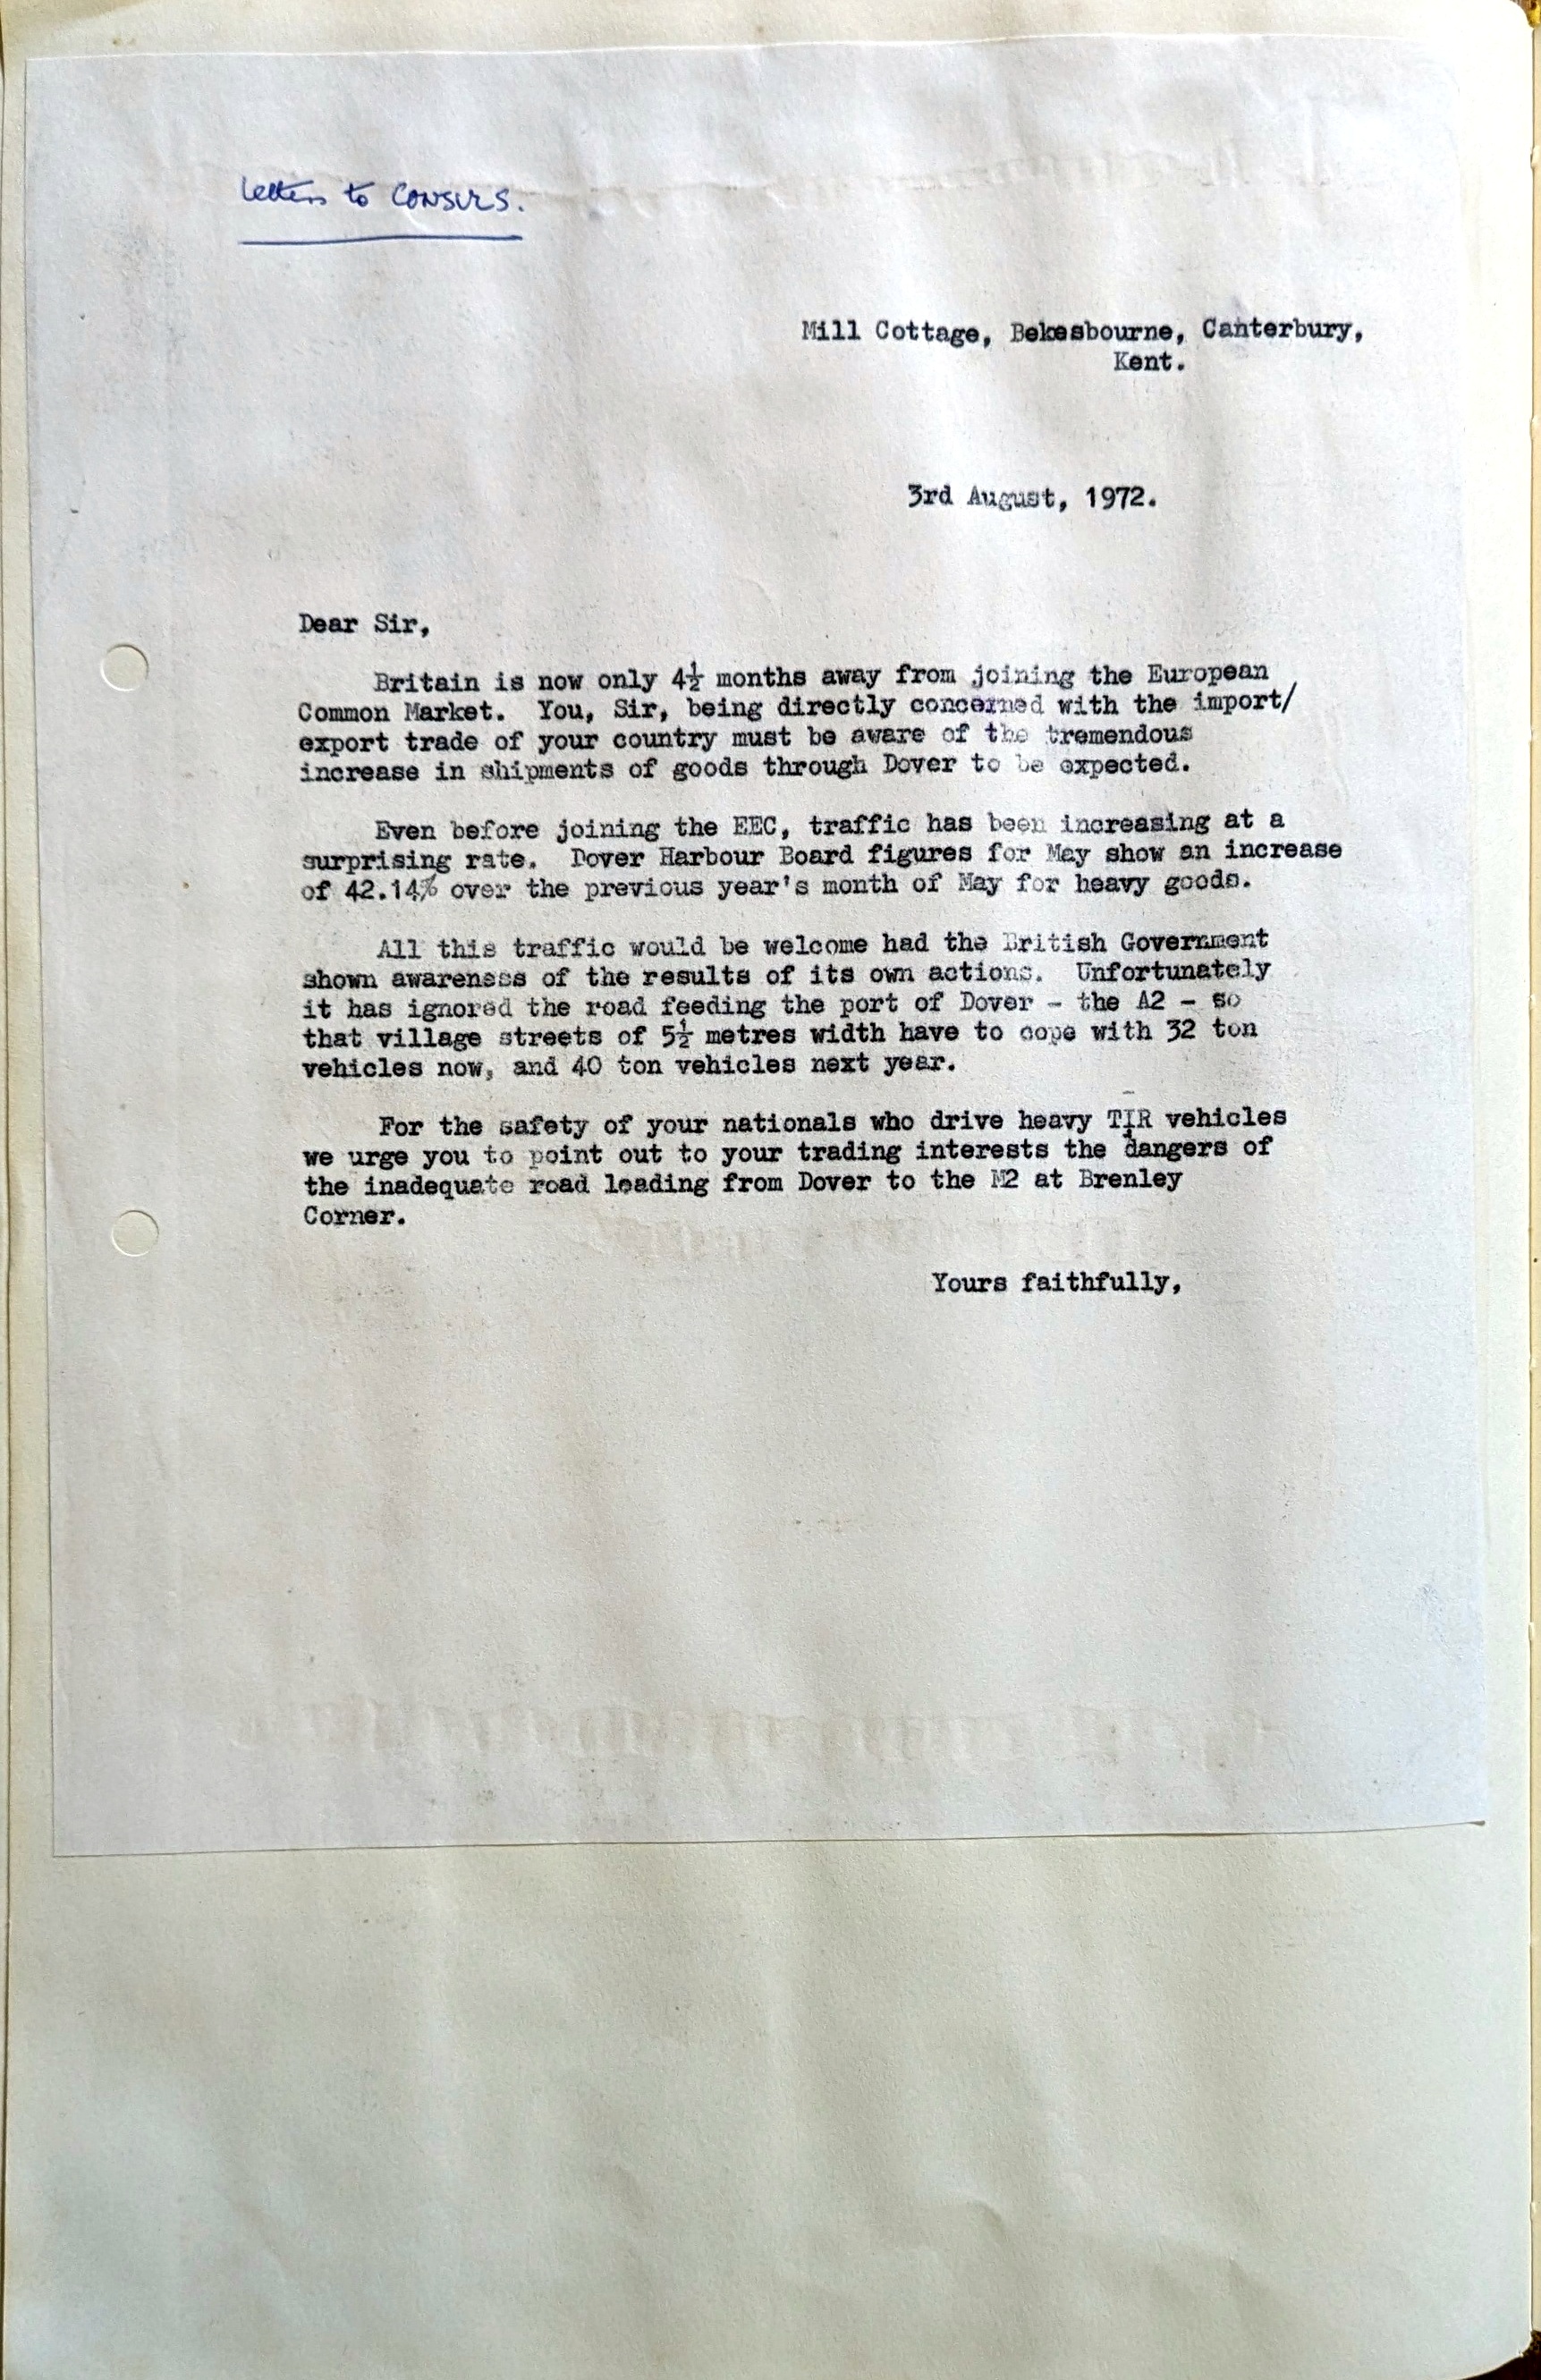 Letters to CONSULS.
Mill Cottage, Bekesbourne, Canterbury,
Kent.
3rd August, 1972.
Dear Sir,
Britain is now only 4½ months away from joining the European
Common Market. You, Sir, being directly concerned with the import/
export trade of your country must be aware of the tremendous
increase in shipments of goods through Dover to be expected.
Even before joining the EEC, traffic has been increasing at a
surprising rate. Dover Harbour Board figures for May show an increase
of 42.14% over the previous year's month of May for heavy goods.
All this traffic would be welcome had the British Government
shown awareness of the results of its own actions. Unfortunately
it has ignored the road feeding the port of Dover - the A2 - so
that village streets of 5½ metres width have to cope with 32 ton
vehicles now, and 40 ton vehicles next year.
For the safety of your nationals who drive heavy TIR vehicles
we urge you to point out to your trading interests the dangers of
the inadequate road leading from Dover to the M2 at Brenley
Corner.
Yours faithfully,